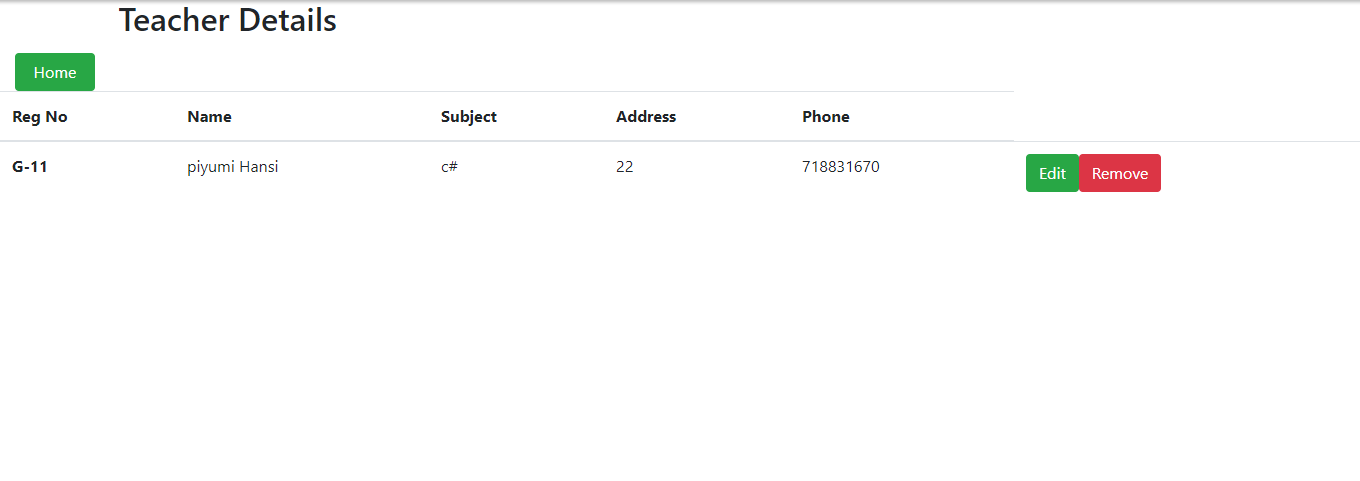 Teacher Details
Home
Reg No Name Subject Address Phone
G-11 piyumi Hansi c# 22 718831670 Edit Remove